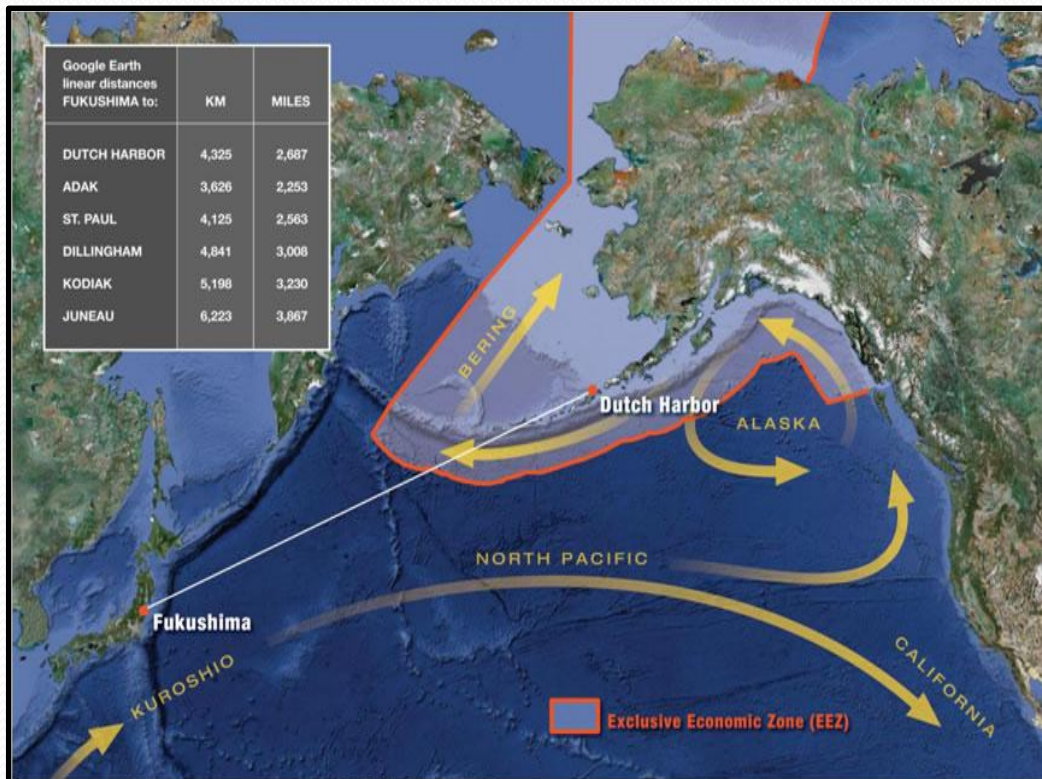 Google Earth
linear distances
FUKUSHIMA to: KM MILES
DUTCH HARBOR 4,325 2,687
ADAK 3,626 2,253
ST. PAUL 4,125 2,563
DILLINGHAM 4,841 3,008
KODIAK 5,198 3,230
JUNEAU 6,223 3,867
BERING
Dutch Harbor
ALASKA
NORTH PACIFIC
Fukushima
KUROSHIO
CALIFORNIA
Exclusive Economic Zone (EEZ)